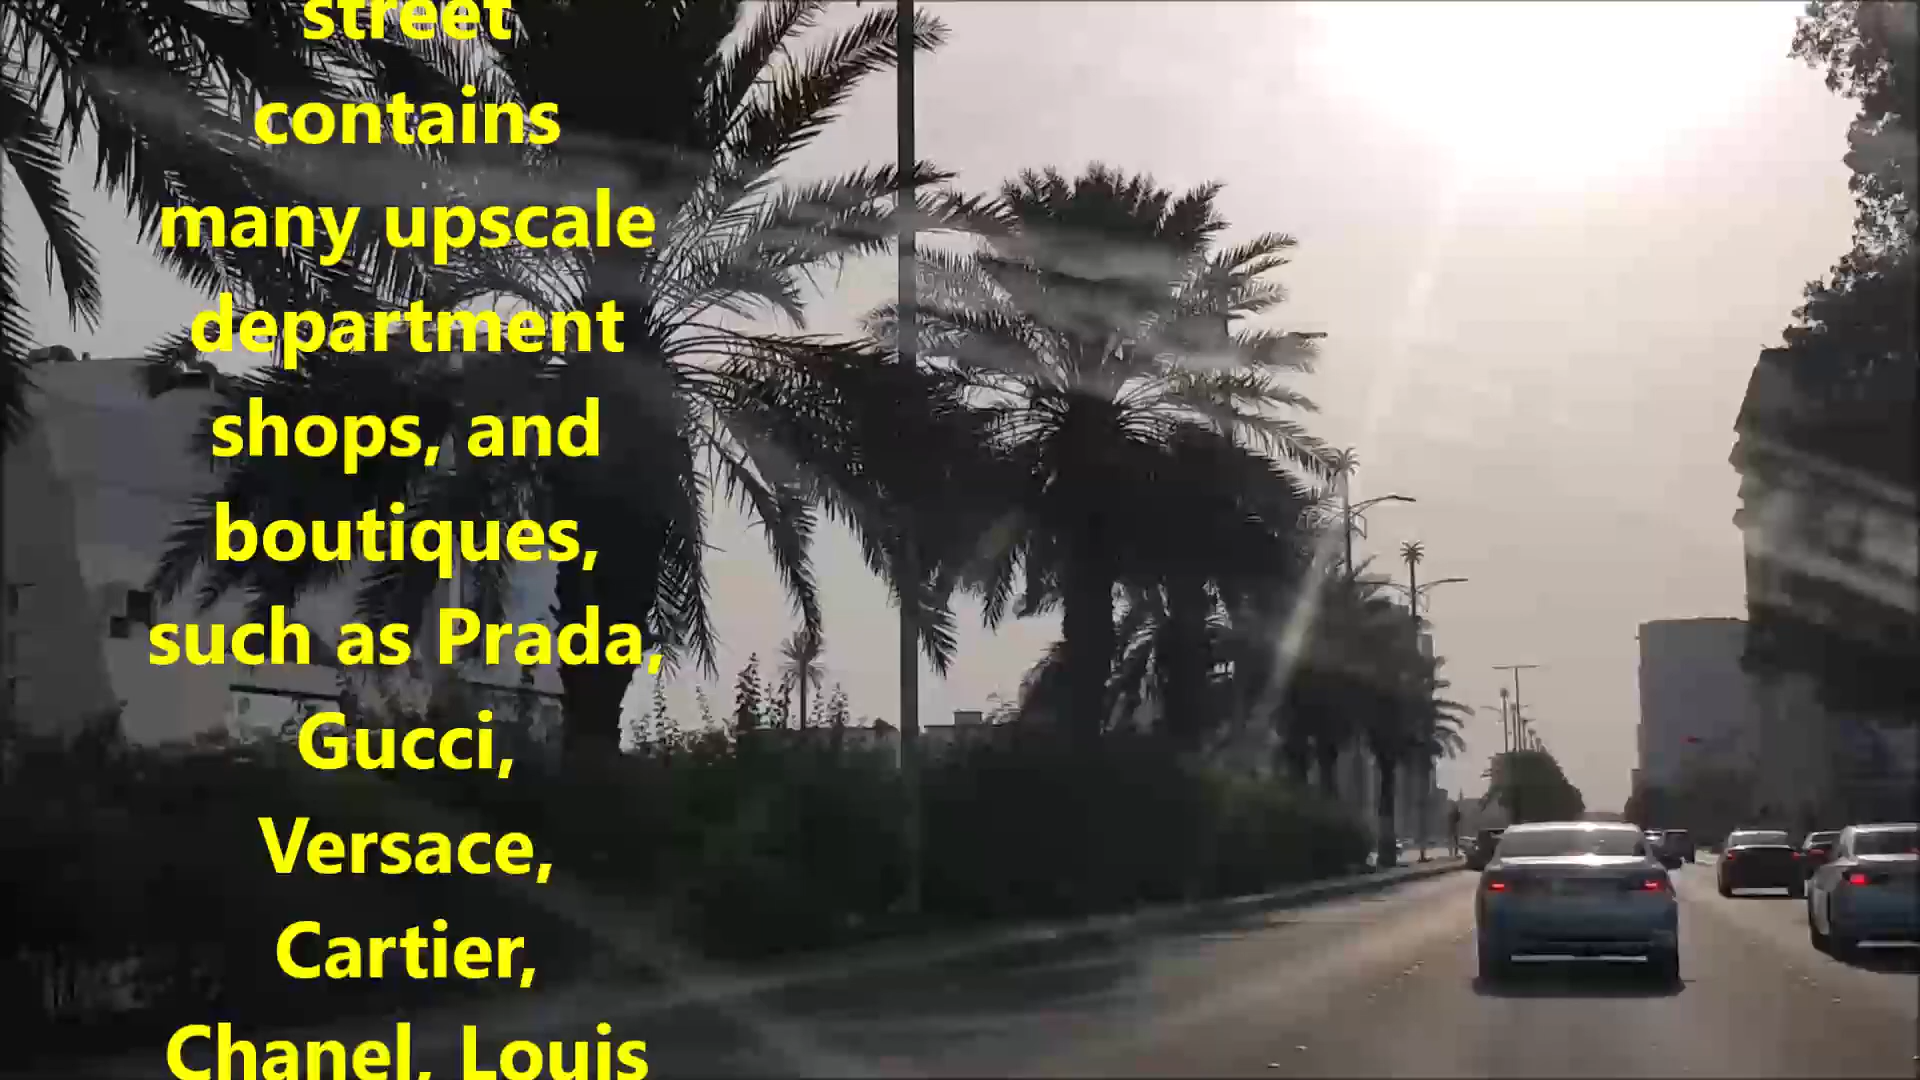 street
contains
many upscale
department
shops, and
boutiques,
such as Prada,
Gucci,
Versace,
Cartier,
Chanel, Louis